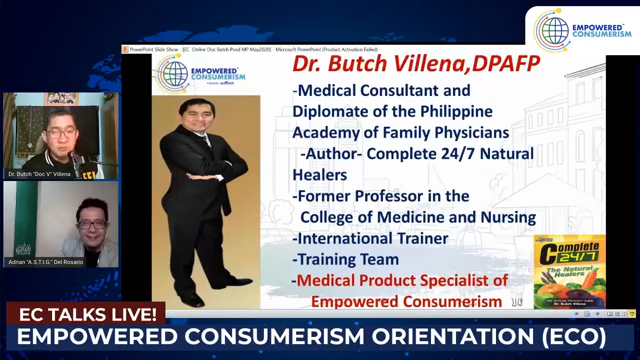 PowerPoint Slide Show - [EC Online Doc Butch Prod MP May2020] - Microsoft PowerPoint (Product Activation Failed)
EMPOWERED
CONSUMERISM
EMPOWERED
CONSUMERISM
Dr. Butch Villena,DPAFP
-Medical Consultant and
Diplomate of the Philippine
Academy of Family Physicians
-Author- Complete 24/7 Natural
Healers
-Former Professor in the
College of Medicine and Nursing
-International Trainer
-Training Team
-Medical Product Specialist of
Empowered Consumerism
Complete
24/7
The Natural
Healers
Dr. Butch Villena
Dr. Butch "Doc V" Villena
Adrian "A.S.T.I.G." Del Rosario
EC TALKS LIVE!
EMPOWERED CONSUMERISM ORIENTATION (ECO)